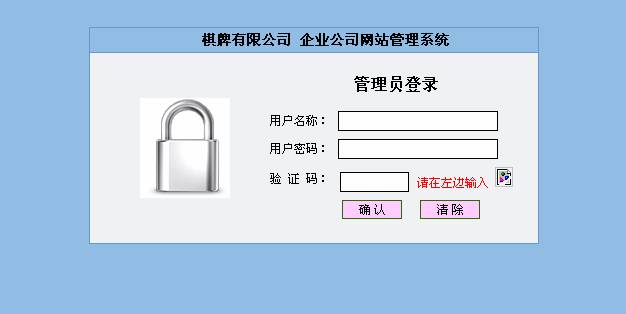 棋牌有限公司 企业公司网站管理系统
管理员登录
用户名称：
用户密码：
验 证 码： 请在左边输入
确 认 清 除